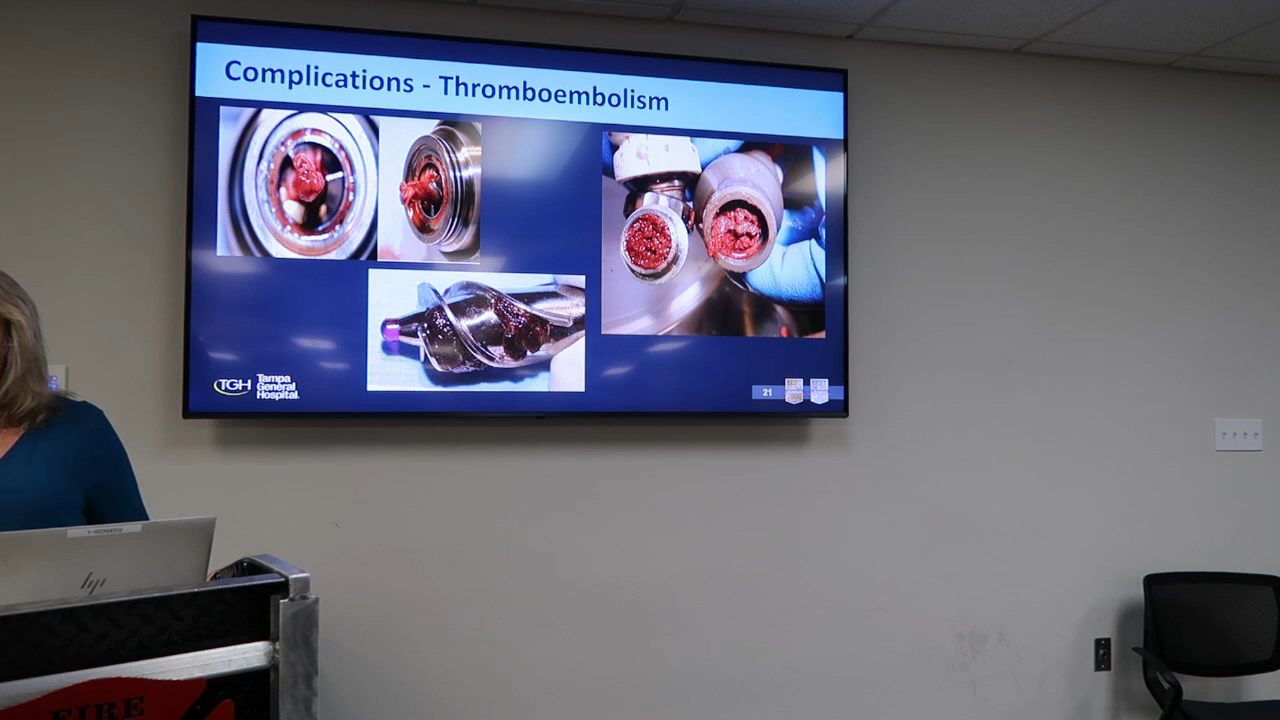 Complications - Thromboembolism
TGH
Tampa
General
Hospital
21
hp
FIRE